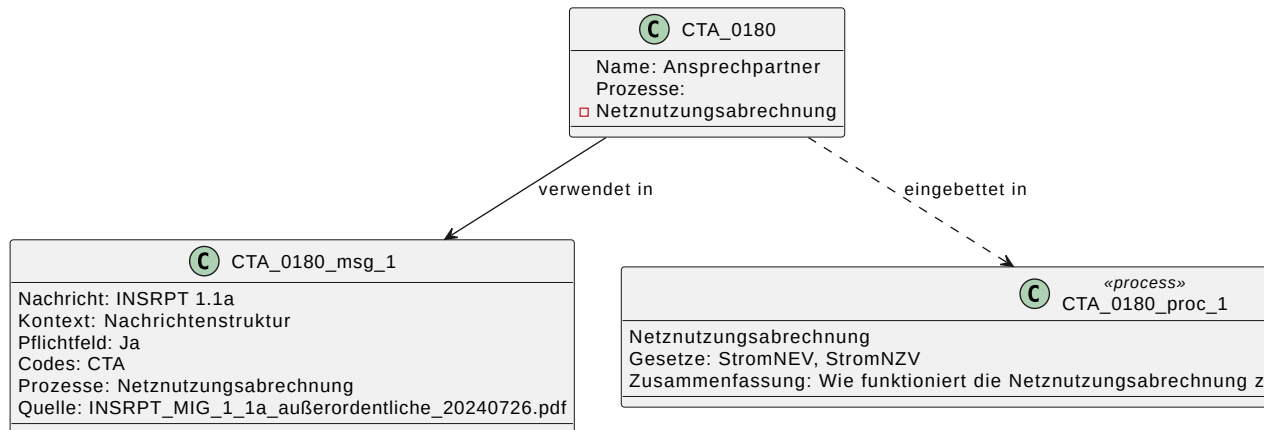 C CTA_0180
Name: Ansprechpartner
Prozesse:
Netznutzungsabrechnung
verwendet in
eingebettet in
C CTA_0180_msg_1
Nachricht: INSRPT 1.1a
Kontext: Nachrichtenstruktur
Pflichtfeld: Ja
Codes: CTA
Prozesse: Netznutzungsabrechnung
Quelle: INSRPT_MIG_1_1a_außerordentliche_20240726.pdf
«process»
C CTA_0180_proc_1
Netznutzungsabrechnung
Gesetze: StromNEV, StromNZV
Zusammenfassung: Wie funktioniert die Netznutzungsabrechnung z